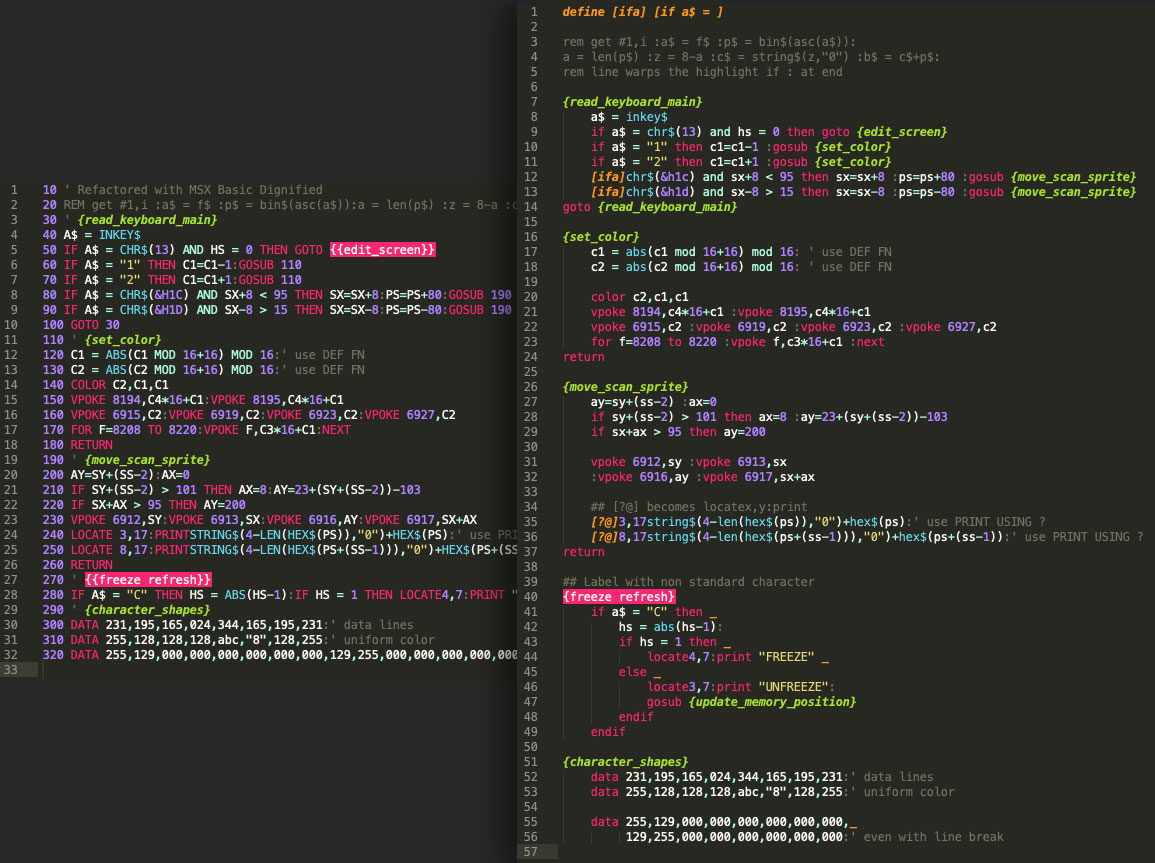 1 10 ' Refactored with MSX Basic Dignified
2 20 REM get #1,i :a$ = f$ :p$ = bin$(asc(a$)):a = len(p$) :z = 8-a :c
3 30 ' {read_keyboard_main}
4 40 A$ = INKEY$
5 50 IF A$ = CHR$(13) AND HS = 0 THEN GOTO {{edit_screen}}
6 60 IF A$ = "1" THEN C1=C1-1:GOSUB 110
7 70 IF A$ = "2" THEN C1=C1+1:GOSUB 110
8 80 IF A$ = CHR$(&H1C) AND SX+8 < 95 THEN SX=SX+8:PS=PS+80:GOSUB 190
9 90 IF A$ = CHR$(&H1D) AND SX-8 > 15 THEN SX=SX-8:PS=PS-80:GOSUB 190
10 100 GOTO 30
11 110 ' {set_color}
12 120 C1 = ABS(C1 MOD 16+16) MOD 16:' use DEF FN
13 130 C2 = ABS(C2 MOD 16+16) MOD 16:' use DEF FN
14 140 COLOR C2,C1,C1
15 150 VPOKE 8194,C4*16+C1:VPOKE 8195,C4*16+C1
16 160 VPOKE 6915,C2:VPOKE 6919,C2:VPOKE 6923,C2:VPOKE 6927,C2
17 170 FOR F=8208 TO 8220:VPOKE F,C3*16+C1:NEXT
18 180 RETURN
19 190 ' {move_scan_sprite}
20 200 AY=SY+(SS-2):AX=0
21 210 IF SY+(SS-2) > 101 THEN AX=8:AY=23+(SY+(SS-2))-103
22 220 IF SX+AX > 95 THEN AY=200
23 230 VPOKE 6912,SY:VPOKE 6913,SX:VPOKE 6916,AY:VPOKE 6917,SX+AX
24 240 LOCATE 3,17:PRINTSTRING$(4-LEN(HEX$(PS)),"0")+HEX$(PS):' use PRI
25 250 LOCATE 8,17:PRINTSTRING$(4-LEN(HEX$(PS+(SS-1))),"0")+HEX$(PS+(SS
26 260 RETURN
27 270 ' {{freeze refresh}}
28 280 IF A$ = "C" THEN HS = ABS(HS-1):IF HS = 1 THEN LOCATE4,7:PRINT "
29 290 ' {character_shapes}
30 300 DATA 231,195,165,024,344,165,195,231:' data lines
31 310 DATA 255,128,128,128,abc,"8",128,255:' uniform color
32 320 DATA 255,129,000,000,000,000,000,000,129,255,000,000,000,000,000
33
1 define [ifa] [if a$ = ]
2
3 rem get #1,i :a$ = f$ :p$ = bin$(asc(a$)):
4 a = len(p$) :z = 8-a :c$ = string$(z,"0") :b$ = c$+p$:
5 rem line warps the highlight if : at end
6
7 {read_keyboard_main}
8 a$ = inkey$
9 if a$ = chr$(13) and hs = 0 then goto {edit_screen}
10 if a$ = "1" then c1=c1-1 :gosub {set_color}
11 if a$ = "2" then c1=c1+1 :gosub {set_color}
12 [ifa]chr$(&h1c) and sx+8 < 95 then sx=sx+8 :ps=ps+80 :gosub {move_scan_sprite}
13 [ifa]chr$(&h1d) and sx-8 > 15 then sx=sx-8 :ps=ps-80 :gosub {move_scan_sprite}
14 goto {read_keyboard_main}
15
16 {set_color}
17 c1 = abs(c1 mod 16+16) mod 16: ' use DEF FN
18 c2 = abs(c2 mod 16+16) mod 16: ' use DEF FN
19
20 color c2,c1,c1
21 vpoke 8194,c4*16+c1 :vpoke 8195,c4*16+c1
22 vpoke 6915,c2 :vpoke 6919,c2 :vpoke 6923,c2 :vpoke 6927,c2
23 for f=8208 to 8220 :vpoke f,c3*16+c1 :next
24 return
25
26 {move_scan_sprite}
27 ay=sy+(ss-2) :ax=0
28 if sy+(ss-2) > 101 then ax=8 :ay=23+(sy+(ss-2))-103
29 if sx+ax > 95 then ay=200
30
31 vpoke 6912,sy :vpoke 6913,sx
32 :vpoke 6916,ay :vpoke 6917,sx+ax
33
34 ## [?@] becomes locatex,y:print
35 [?@]3,17string$(4-len(hex$(ps)),"0")+hex$(ps):' use PRINT USING ?
36 [?@]8,17string$(4-len(hex$(ps+(ss-1))),"0")+hex$(ps+(ss-1)):' use PRINT USING ?
37 return
38
39 ## Label with non standard character
40 {freeze refresh}
41 if a$ = "C" then _
42 hs = abs(hs-1):
43 if hs = 1 then _
44 locate4,7:print "FREEZE" _
45 else _
46 locate3,7:print "UNFREEZE":
47 gosub {update_memory_position}
48 endif
49 endif
50
51 {character_shapes}
52 data 231,195,165,024,344,165,195,231:' data lines
53 data 255,128,128,128,abc,"8",128,255:' uniform color
54
55 data 255,129,000,000,000,000,000,000,_
56 129,255,000,000,000,000,000,000:' even with line break
57